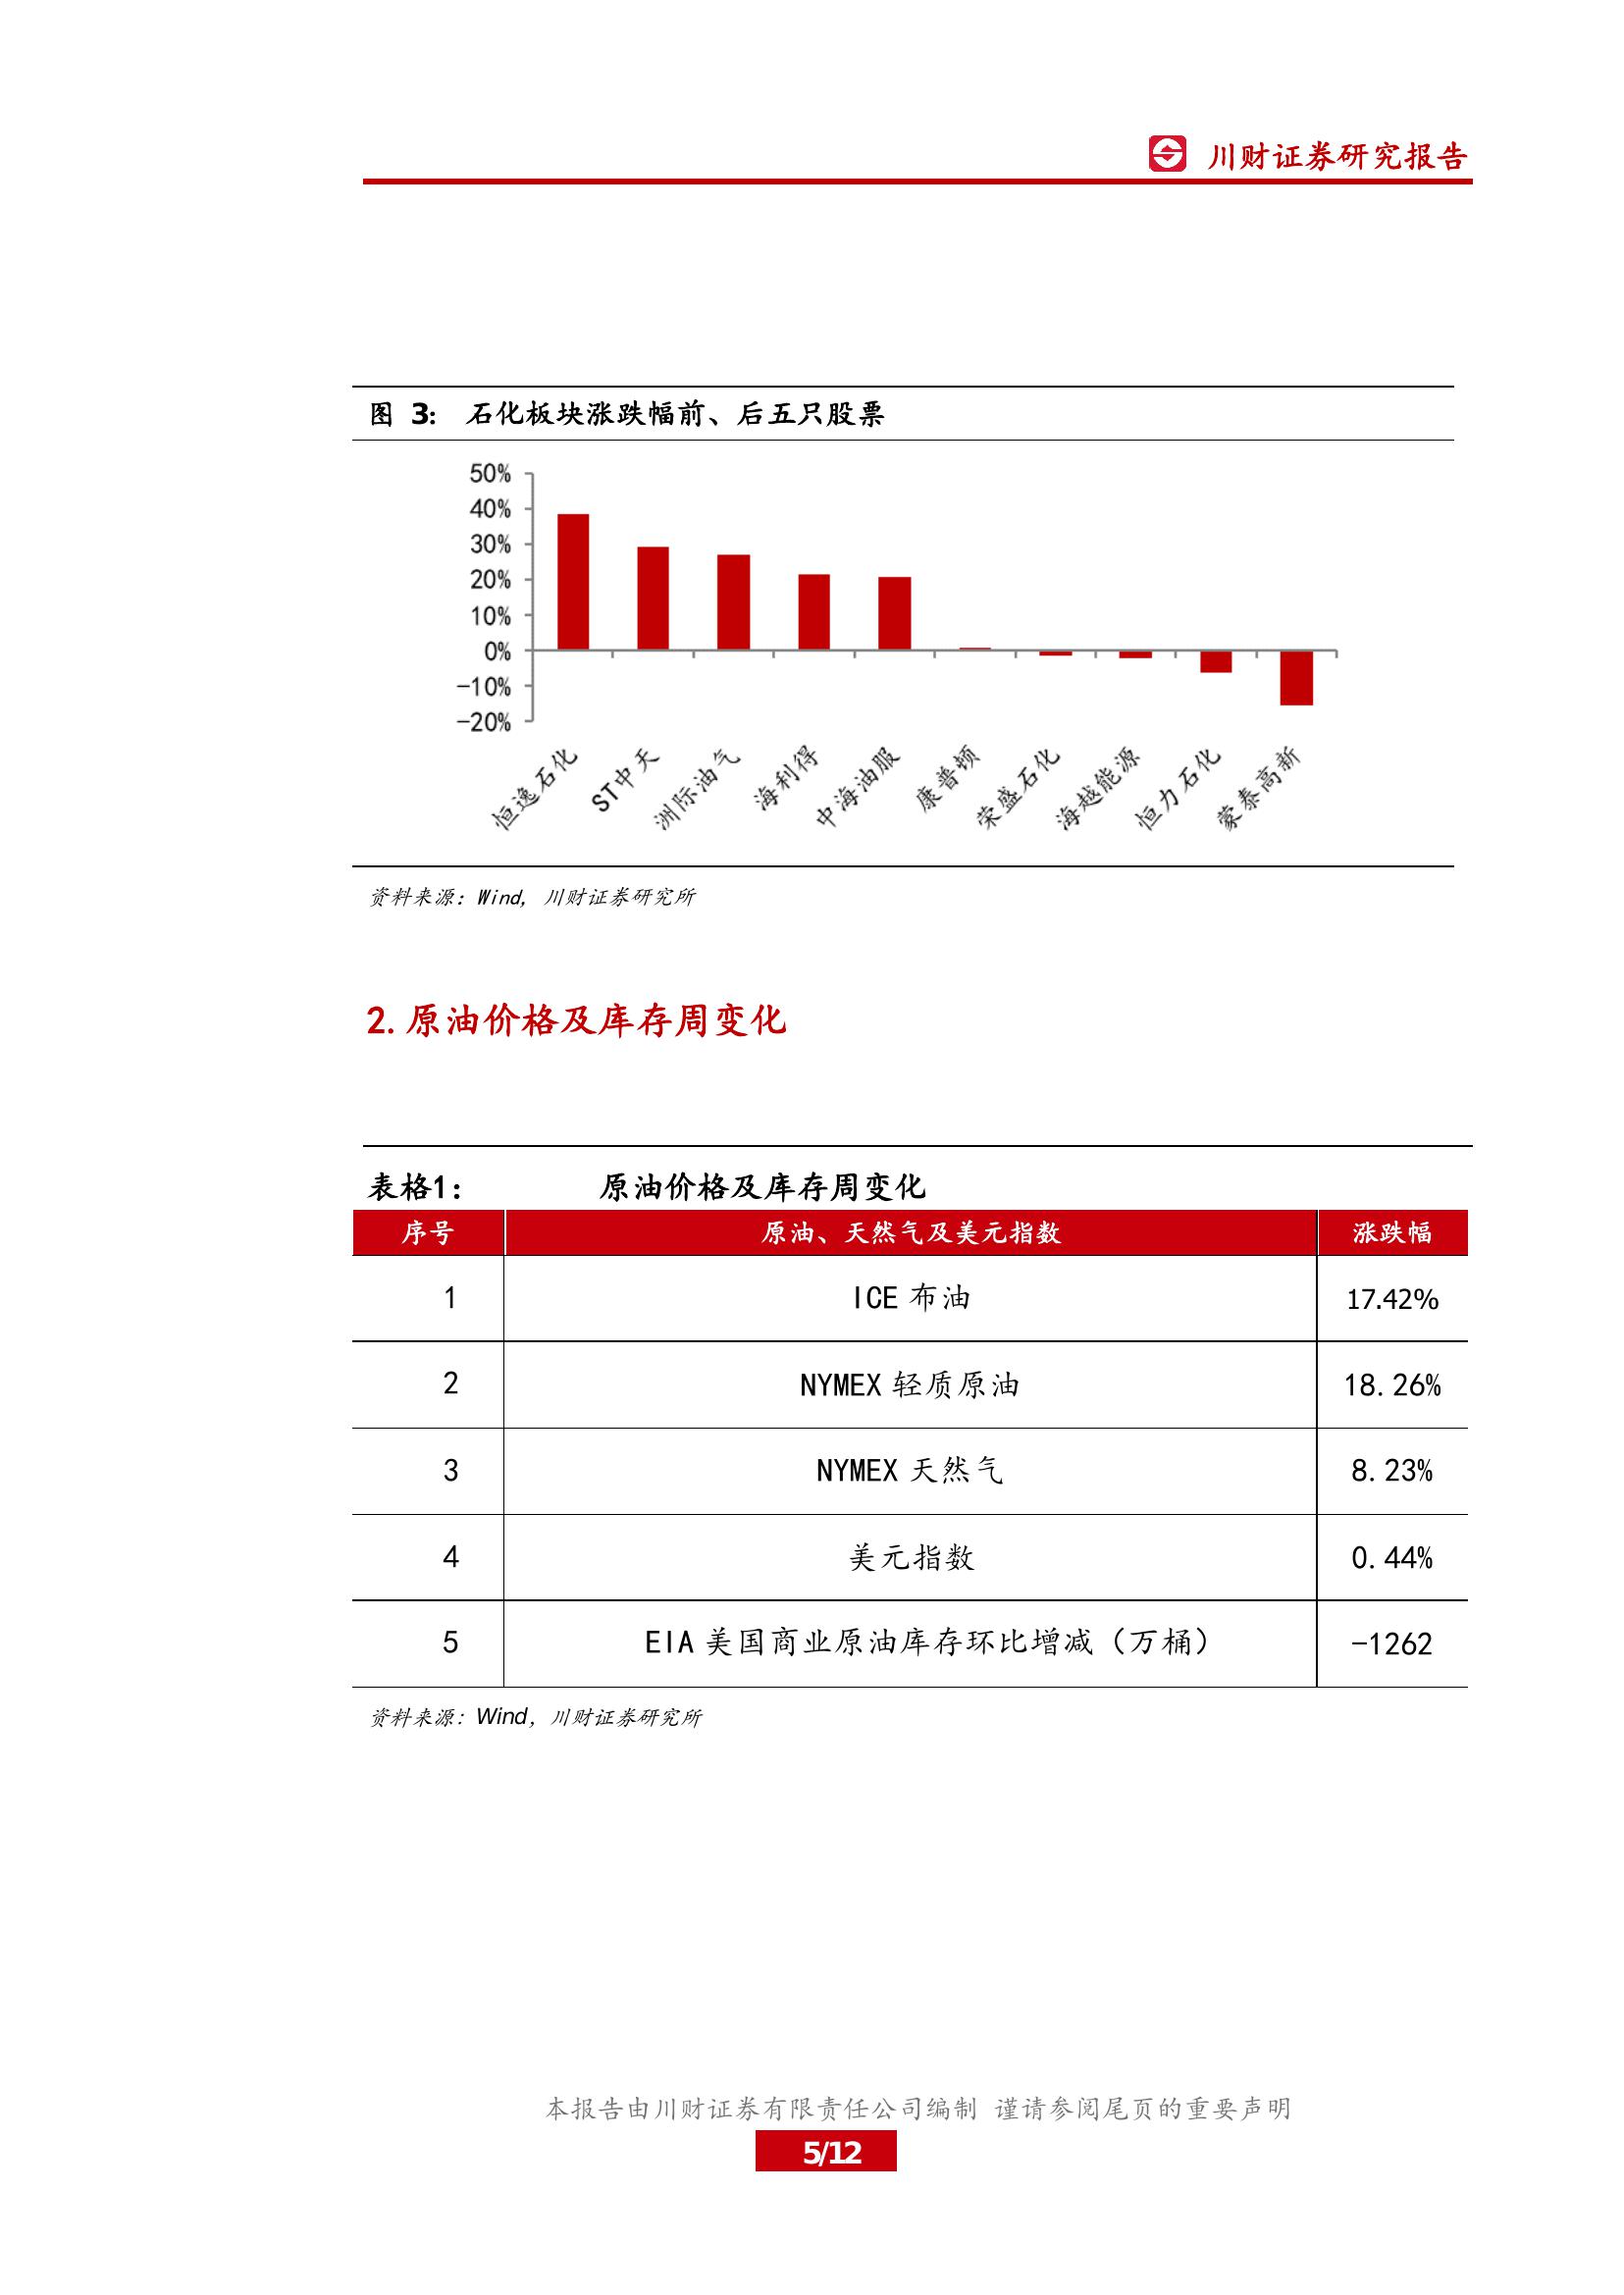 川财证券研究报告
图 3: 石化板块涨跌幅前、后五只股票
50%
40%
30%
20%
10%
0%
-10%
-20%
恒逸石化
ST中天
洲际油气
海利得
中海油服
康普顿
荣盛石化
海越能源
恒力石化
蒙泰高新
资料来源：Wind, 川财证券研究所
2.原油价格及库存周变化
表格1： 原油价格及库存周变化
序号 原油、天然气及美元指数 涨跌幅
1 ICE 布油 17.42%
2 NYMEX 轻质原油 18.26%
3 NYMEX 天然气 8.23%
4 美元指数 0.44%
5 EIA 美国商业原油库存环比增减（万桶） -1262
资料来源：Wind，川财证券研究所
本报告由川财证券有限责任公司编制 谨请参阅尾页的重要声明
5/12